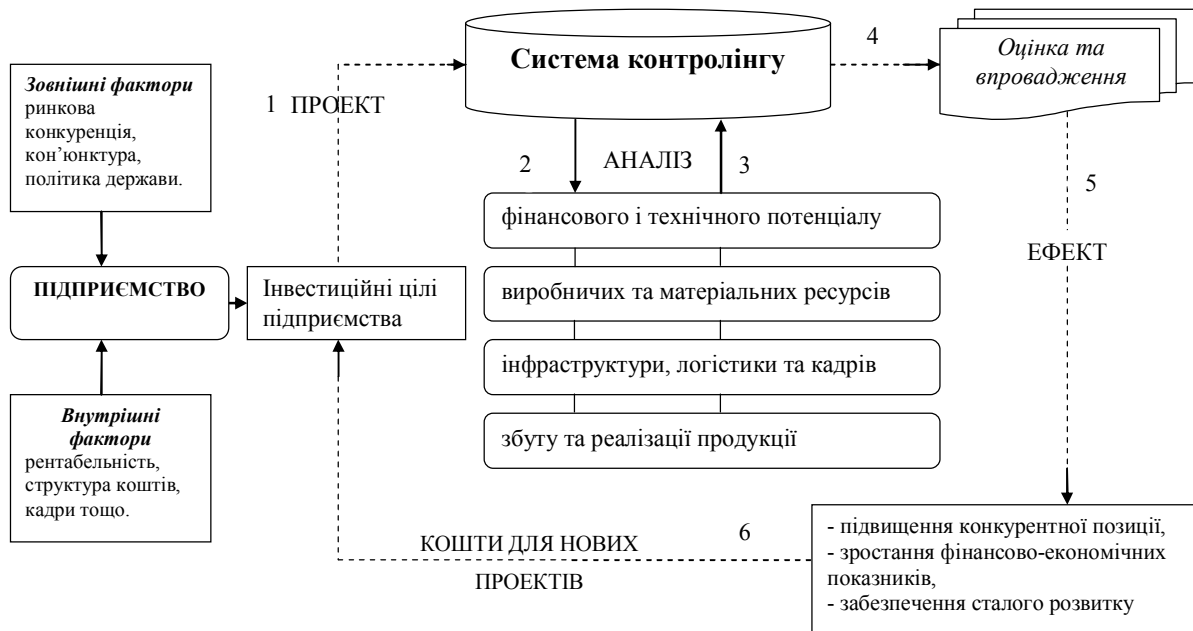 Зовнішні фактори
ринкова
конкуренція,
кон’юнктура,
політика держави.
ПІДПРИЄМСТВО
Внутрішні
фактори
рентабельність,
структура коштів,
кадри тощо.
Інвестиційні цілі
підприємства
1 ПРОЕКТ
Система контролінгу
2 АНАЛІЗ 3
фінансового і технічного потенціалу
виробничих та матеріальних ресурсів
інфраструктури, логістики та кадрів
збуту та реалізації продукції
4
Оцінка та
впровадження
5
ЕФЕКТ
- підвищення конкурентної позиції,
- зростання фінансово-економічних
показників,
- забезпечення сталого розвитку
6
КОШТИ ДЛЯ НОВИХ
ПРОЕКТІВ